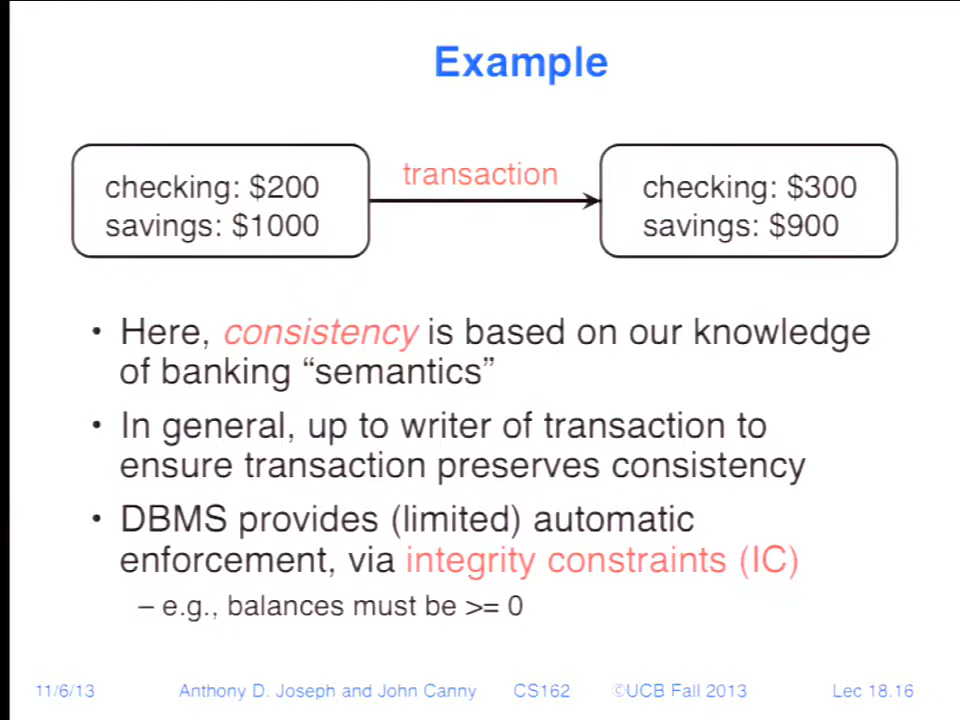 Example
checking: $200
savings: $1000
transaction
checking: $300
savings: $900
• Here, consistency is based on our knowledge
of banking “semantics”
• In general, up to writer of transaction to
ensure transaction preserves consistency
• DBMS provides (limited) automatic
enforcement, via integrity constraints (IC)
– e.g., balances must be >= 0
11/6/13 Anthony D. Joseph and John Canny CS162 ©UCB Fall 2013 Lec 18.16